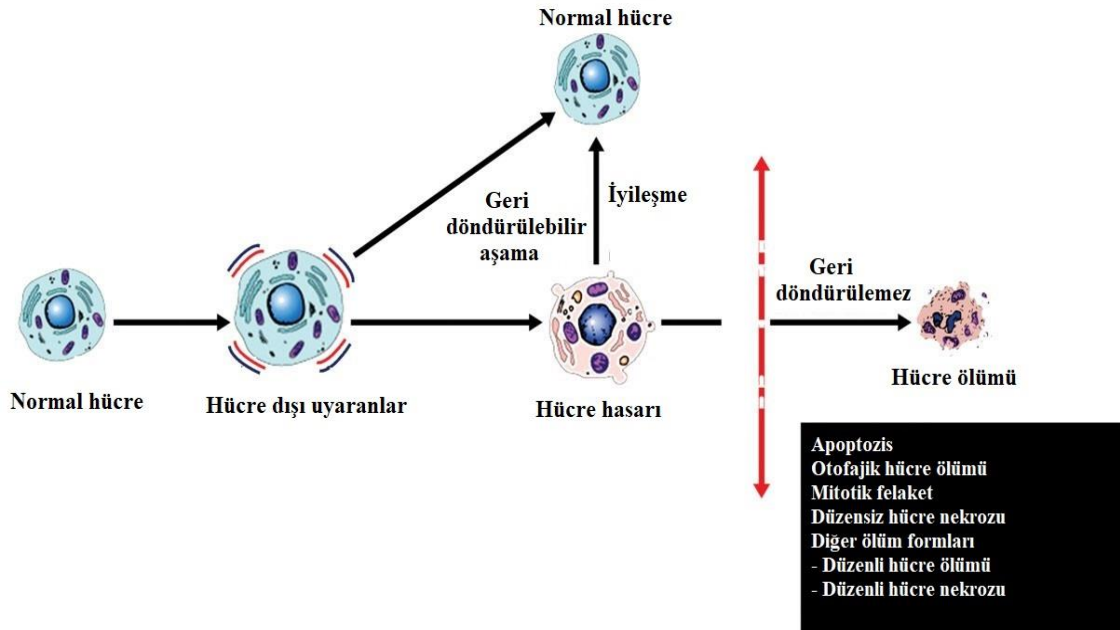 Normal hücre
Geri
döndürülebilir
aşama
İyileşme
Geri
döndürülemez
Normal hücre
Hücre dışı uyaranlar
Hücre hasarı
Hücre ölümü
Apoptozis
Otofajik hücre ölümü
Mitotik felaket
Düzensiz hücre nekrozu
Diğer ölüm formları
- Düzenli hücre ölümü
- Düzenli hücre nekrozu